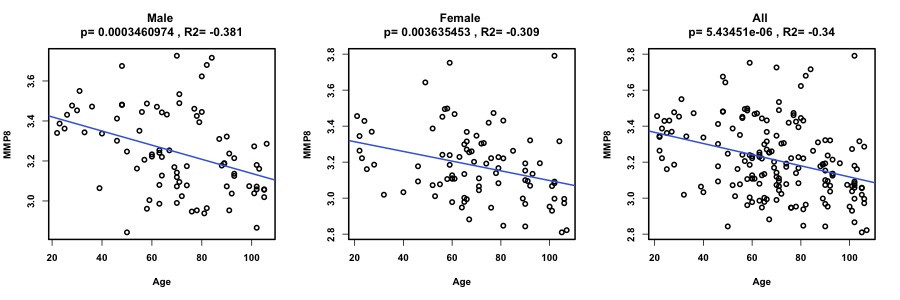 Male
p= 0.0003460974 , R2= -0.381
MMP8
3.6
3.4
3.2
3.0
20 40 60 80 100
Age
Female
p= 0.003635453 , R2= -0.309
MMP8
3.8
3.6
3.4
3.2
3.0
2.8
20 40 60 80 100
Age
All
p= 5.43451e-06 , R2= -0.34
MMP8
3.8
3.6
3.4
3.2
3.0
2.8
20 40 60 80 100
Age